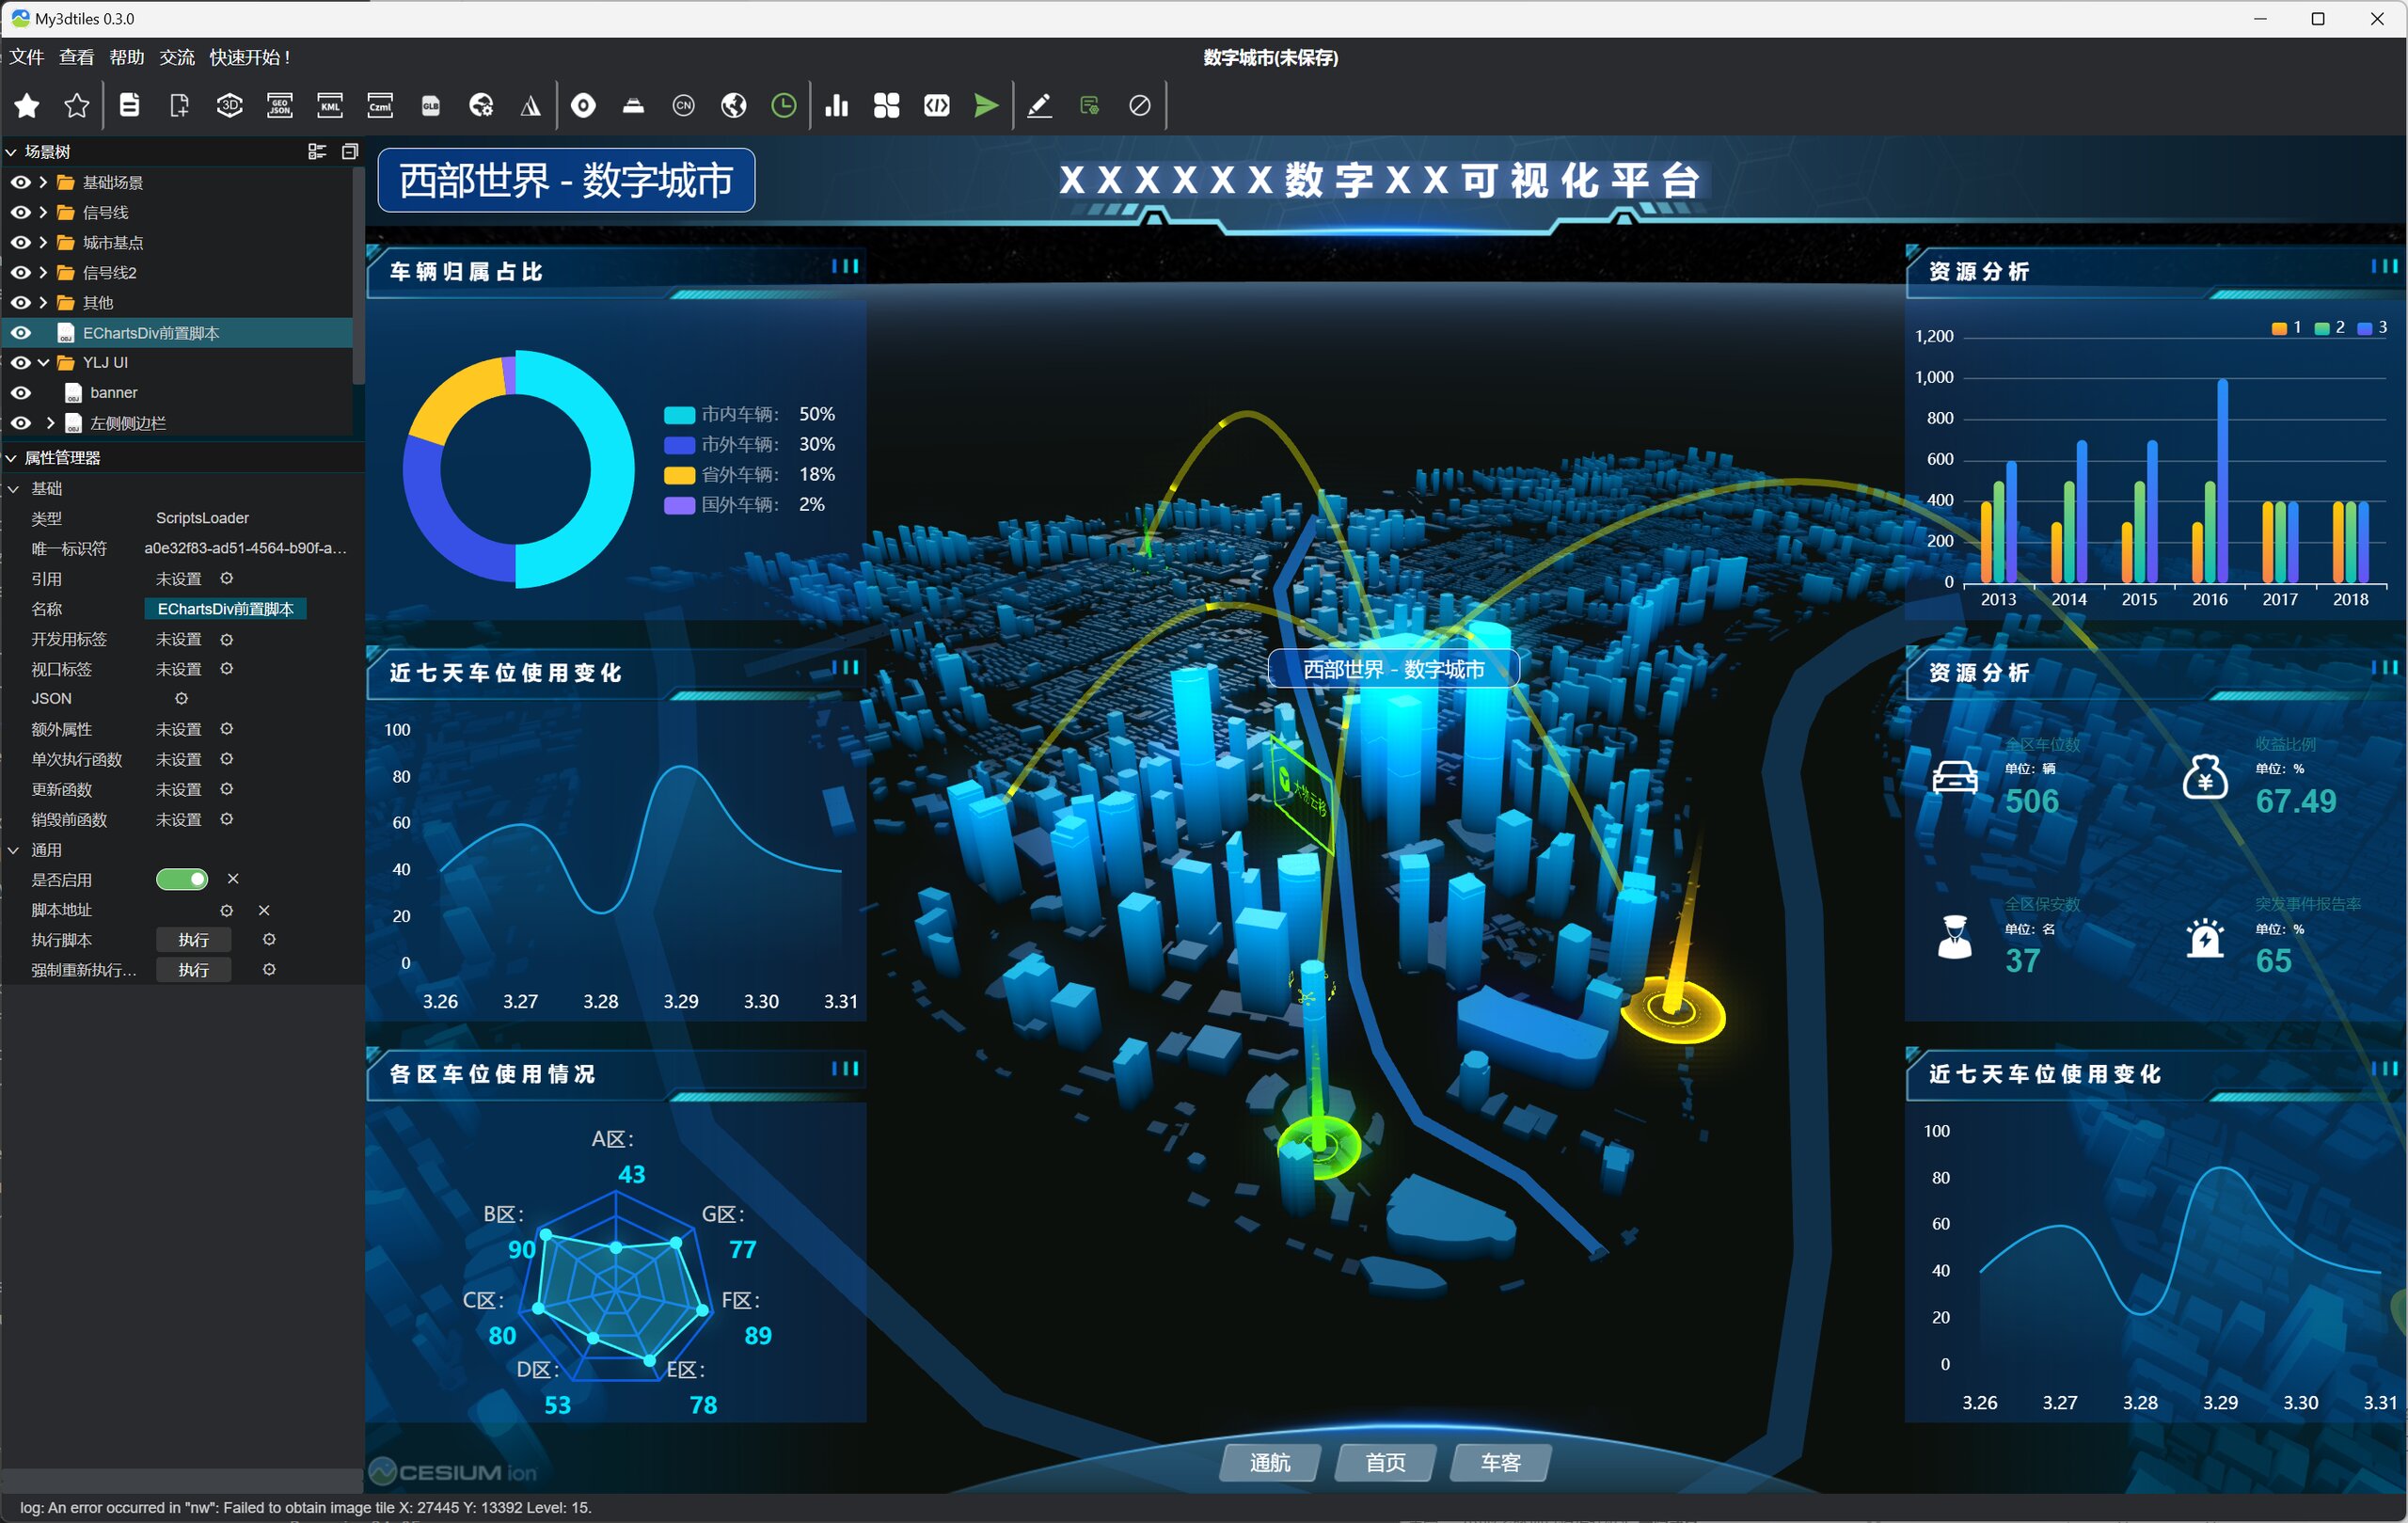 My3dtiles 0.3.0
文件 查看 帮助 交流 快速开始！
数字城市(未保存)
3D
GEO JSON
KML
Czml
GLB
CN
场景树
基础场景
信号线
城市基点
信号线2
其他
EChartsDiv前置脚本
YLJ UI
banner
左侧侧边栏
属性管理器
基础
类型 ScriptsLoader
唯一标识符 a0e32f83-ad51-4564-b90f-a...
引用 未设置
名称 EChartsDiv前置脚本
开发用标签 未设置
视口标签 未设置
JSON
额外属性 未设置
单次执行函数 未设置
更新函数 未设置
销毁前函数 未设置
通用
是否启用
脚本地址
执行脚本 执行
强制重新执行... 执行
西部世界 - 数字城市
XXXXXX数字XX可视化平台
车辆归属占比
市内车辆: 50%
市外车辆: 30%
省外车辆: 18%
国外车辆: 2%
近七天车位使用变化
100
80
60
40
20
0
3.26 3.27 3.28 3.29 3.30 3.31
各区车位使用情况
A区:
43
B区:
90
G区:
77
C区:
80
F区:
89
D区:
53
E区:
78
西部世界 - 数字城市
资源分析
1 2 3
1,200
1,000
800
600
400
200
0
2013 2014 2015 2016 2017 2018
资源分析
全区车位数
单位: 辆
506
收益比例
单位: %
67.49
全区保安数
单位: 名
37
突发事件报告率
单位: %
65
近七天车位使用变化
100
80
60
40
20
0
3.26 3.27 3.28 3.29 3.30 3.31
通航 首页 车客
CESIUM ion
log: An error occurred in "nw": Failed to obtain image tile X: 27445 Y: 13392 Level: 15.